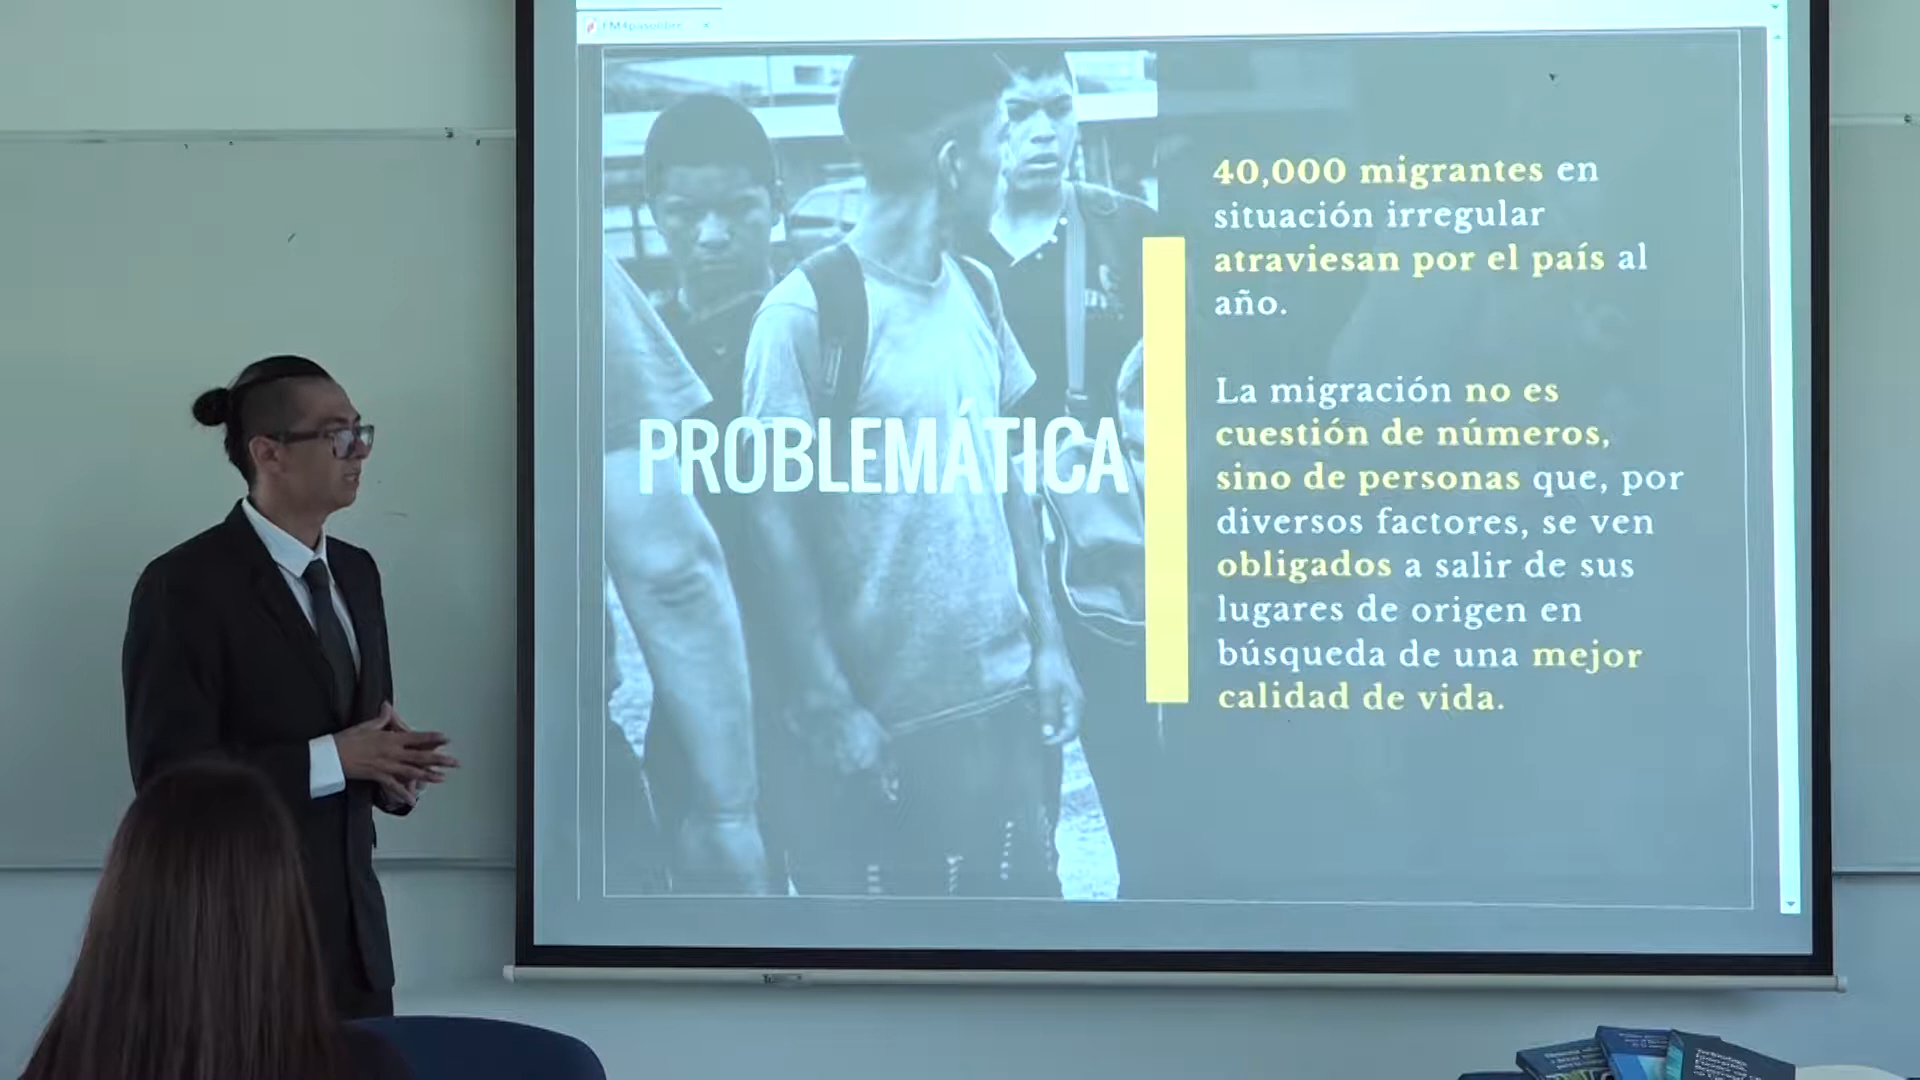 FM4pasolibre
PROBLEMÁTICA
40,000 migrantes en
situación irregular
atraviesan por el país al
año.
La migración no es
cuestión de números,
sino de personas que, por
diversos factores, se ven
obligados a salir de sus
lugares de origen en
búsqueda de una mejor
calidad de vida.